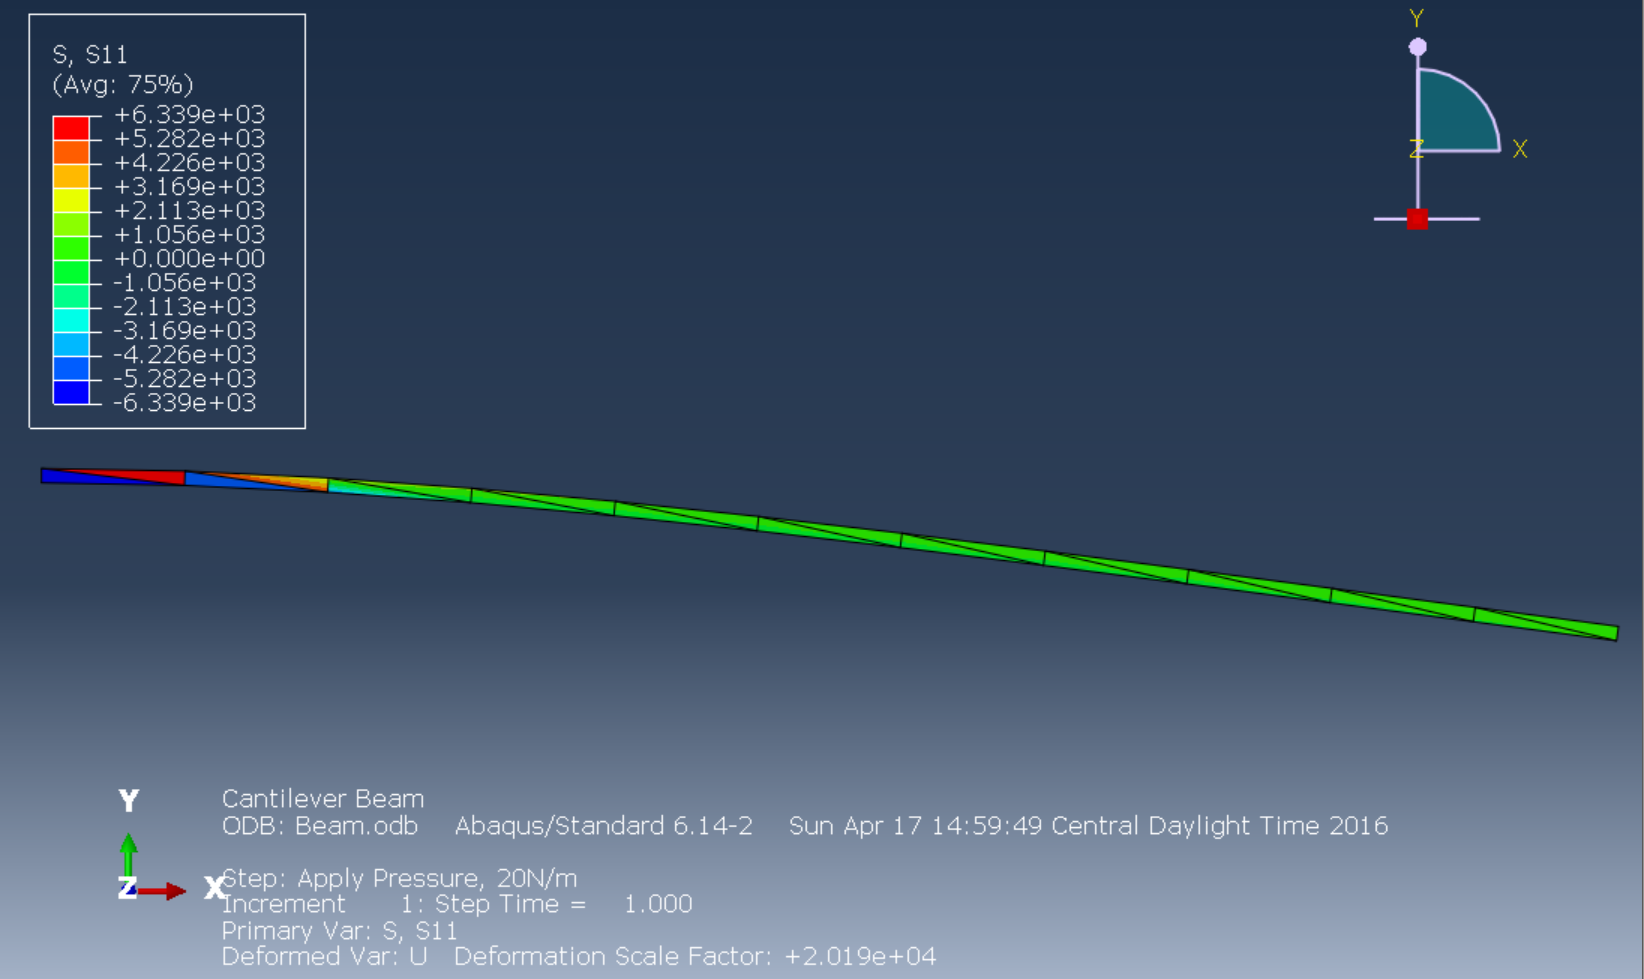 S, S11
(Avg: 75%)
+6.339e+03
+5.282e+03
+4.226e+03
+3.169e+03
+2.113e+03
+1.056e+03
+0.000e+00
-1.056e+03
-2.113e+03
-3.169e+03
-4.226e+03
-5.282e+03
-6.339e+03
Y
Z X
Y
Z X
Cantilever Beam
ODB: Beam.odb Abaqus/Standard 6.14-2 Sun Apr 17 14:59:49 Central Daylight Time 2016
Step: Apply Pressure, 20N/m
Increment 1: Step Time = 1.000
Primary Var: S, S11
Deformed Var: U Deformation Scale Factor: +2.019e+04